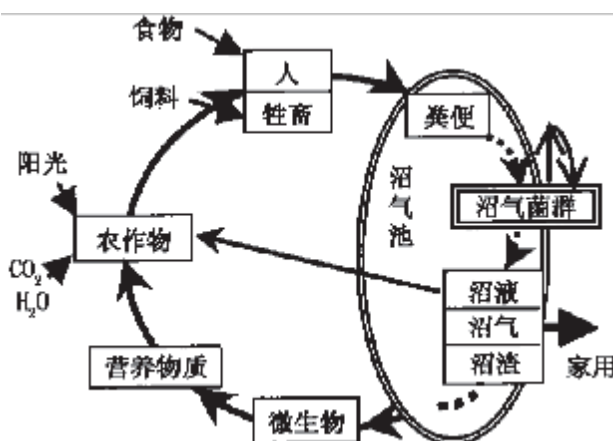 食物
人
饲料
牲畜
粪便
阳光
沼气池
沼气菌群
农作物
CO₂
H₂O
沼液
沼气
沼渣
家用
营养物质
微生物